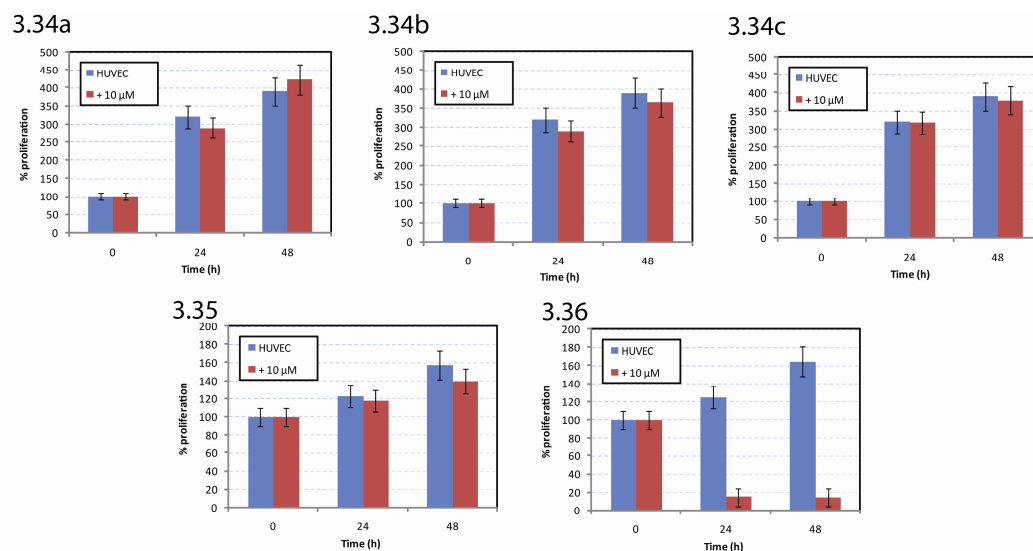 3.34a
500
450
400
350
300
250
200
150
100
50
0
% proliferation
HUVEC
+ 10 µM
0 24 48
Time (h)
3.34b
500
450
400
350
300
250
200
150
100
50
0
% proliferation
HUVEC
+ 10 µM
0 24 48
Time (h)
3.34c
500
450
400
350
300
250
200
150
100
50
0
% proliferation
HUVEC
+ 10 µM
0 24 48
Time (h)
3.35
200
180
160
140
120
100
80
60
40
20
0
% proliferation
HUVEC
+ 10 µM
0 24 48
Time (h)
3.36
200
180
160
140
120
100
80
60
40
20
0
% proliferation
HUVEC
+ 10 µM
0 24 48
Time (h)